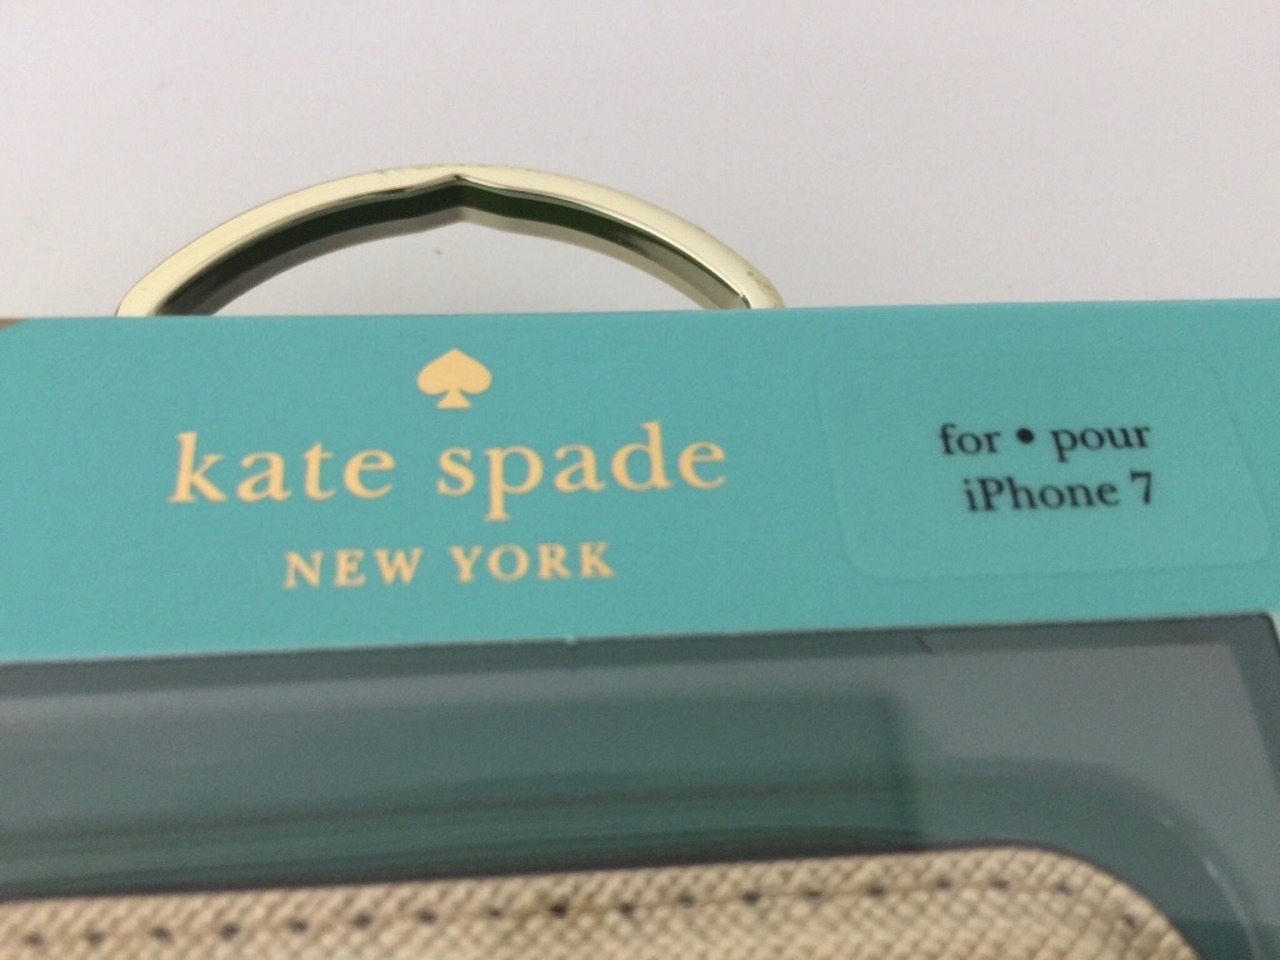 kate spade
NEW YORK
for • pour
iPhone 7